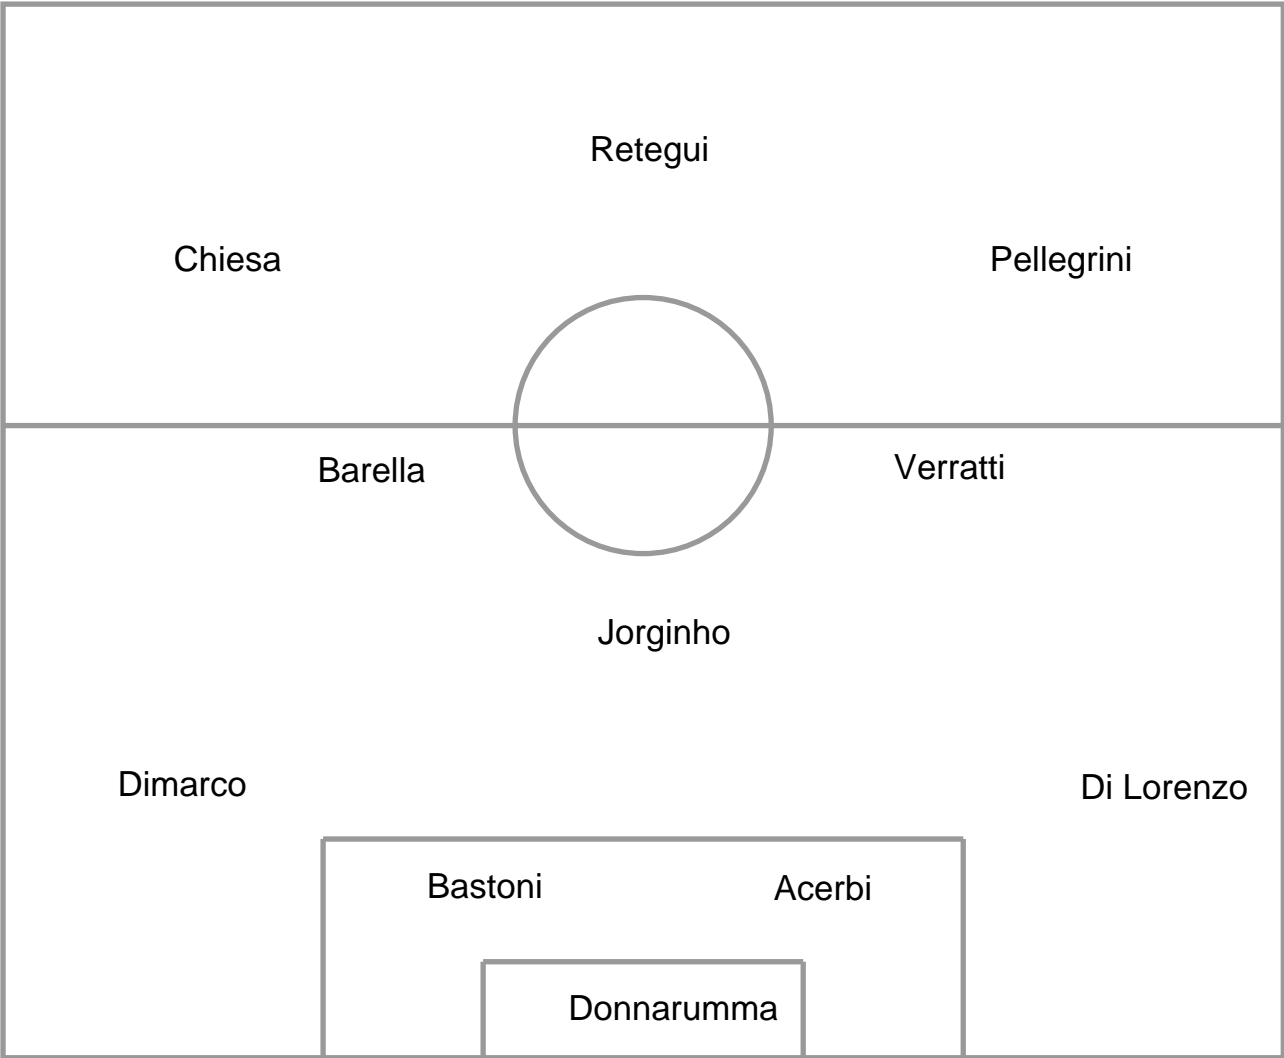 Retegui
Chiesa
Pellegrini
Barella
Verratti
Jorginho
Dimarco
Di Lorenzo
Bastoni
Acerbi
Donnarumma